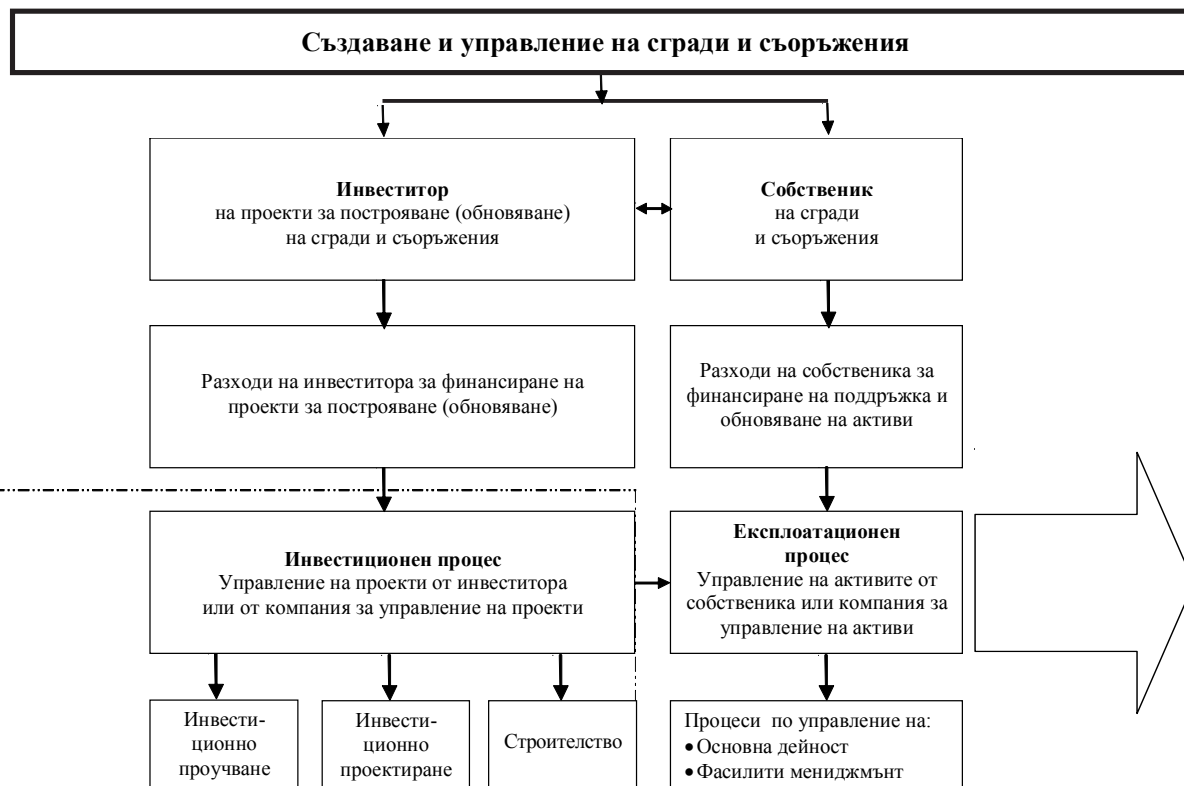 Създаване и управление на сгради и съоръжения
Инвеститор
на проекти за построяване (обновяване)
на сгради и съоръжения
Собственик
на сгради
и съоръжения
Разходи на инвеститора за финансиране на
проекти за построяване (обновяване)
Разходи на собственика за
финансиране на поддръжка и
обновяване на активи
Инвестиционен процес
Управление на проекти от инвеститора
или от компания за управление на проекти
Експлоатационен
процес
Управление на активите от
собственика или компания за
управление на активи
Инвести-
ционно
проучване
Инвести-
ционно
проектиране
Строителство
Процеси по управление на:
• Основна дейност
• Фасилити мениджмънт